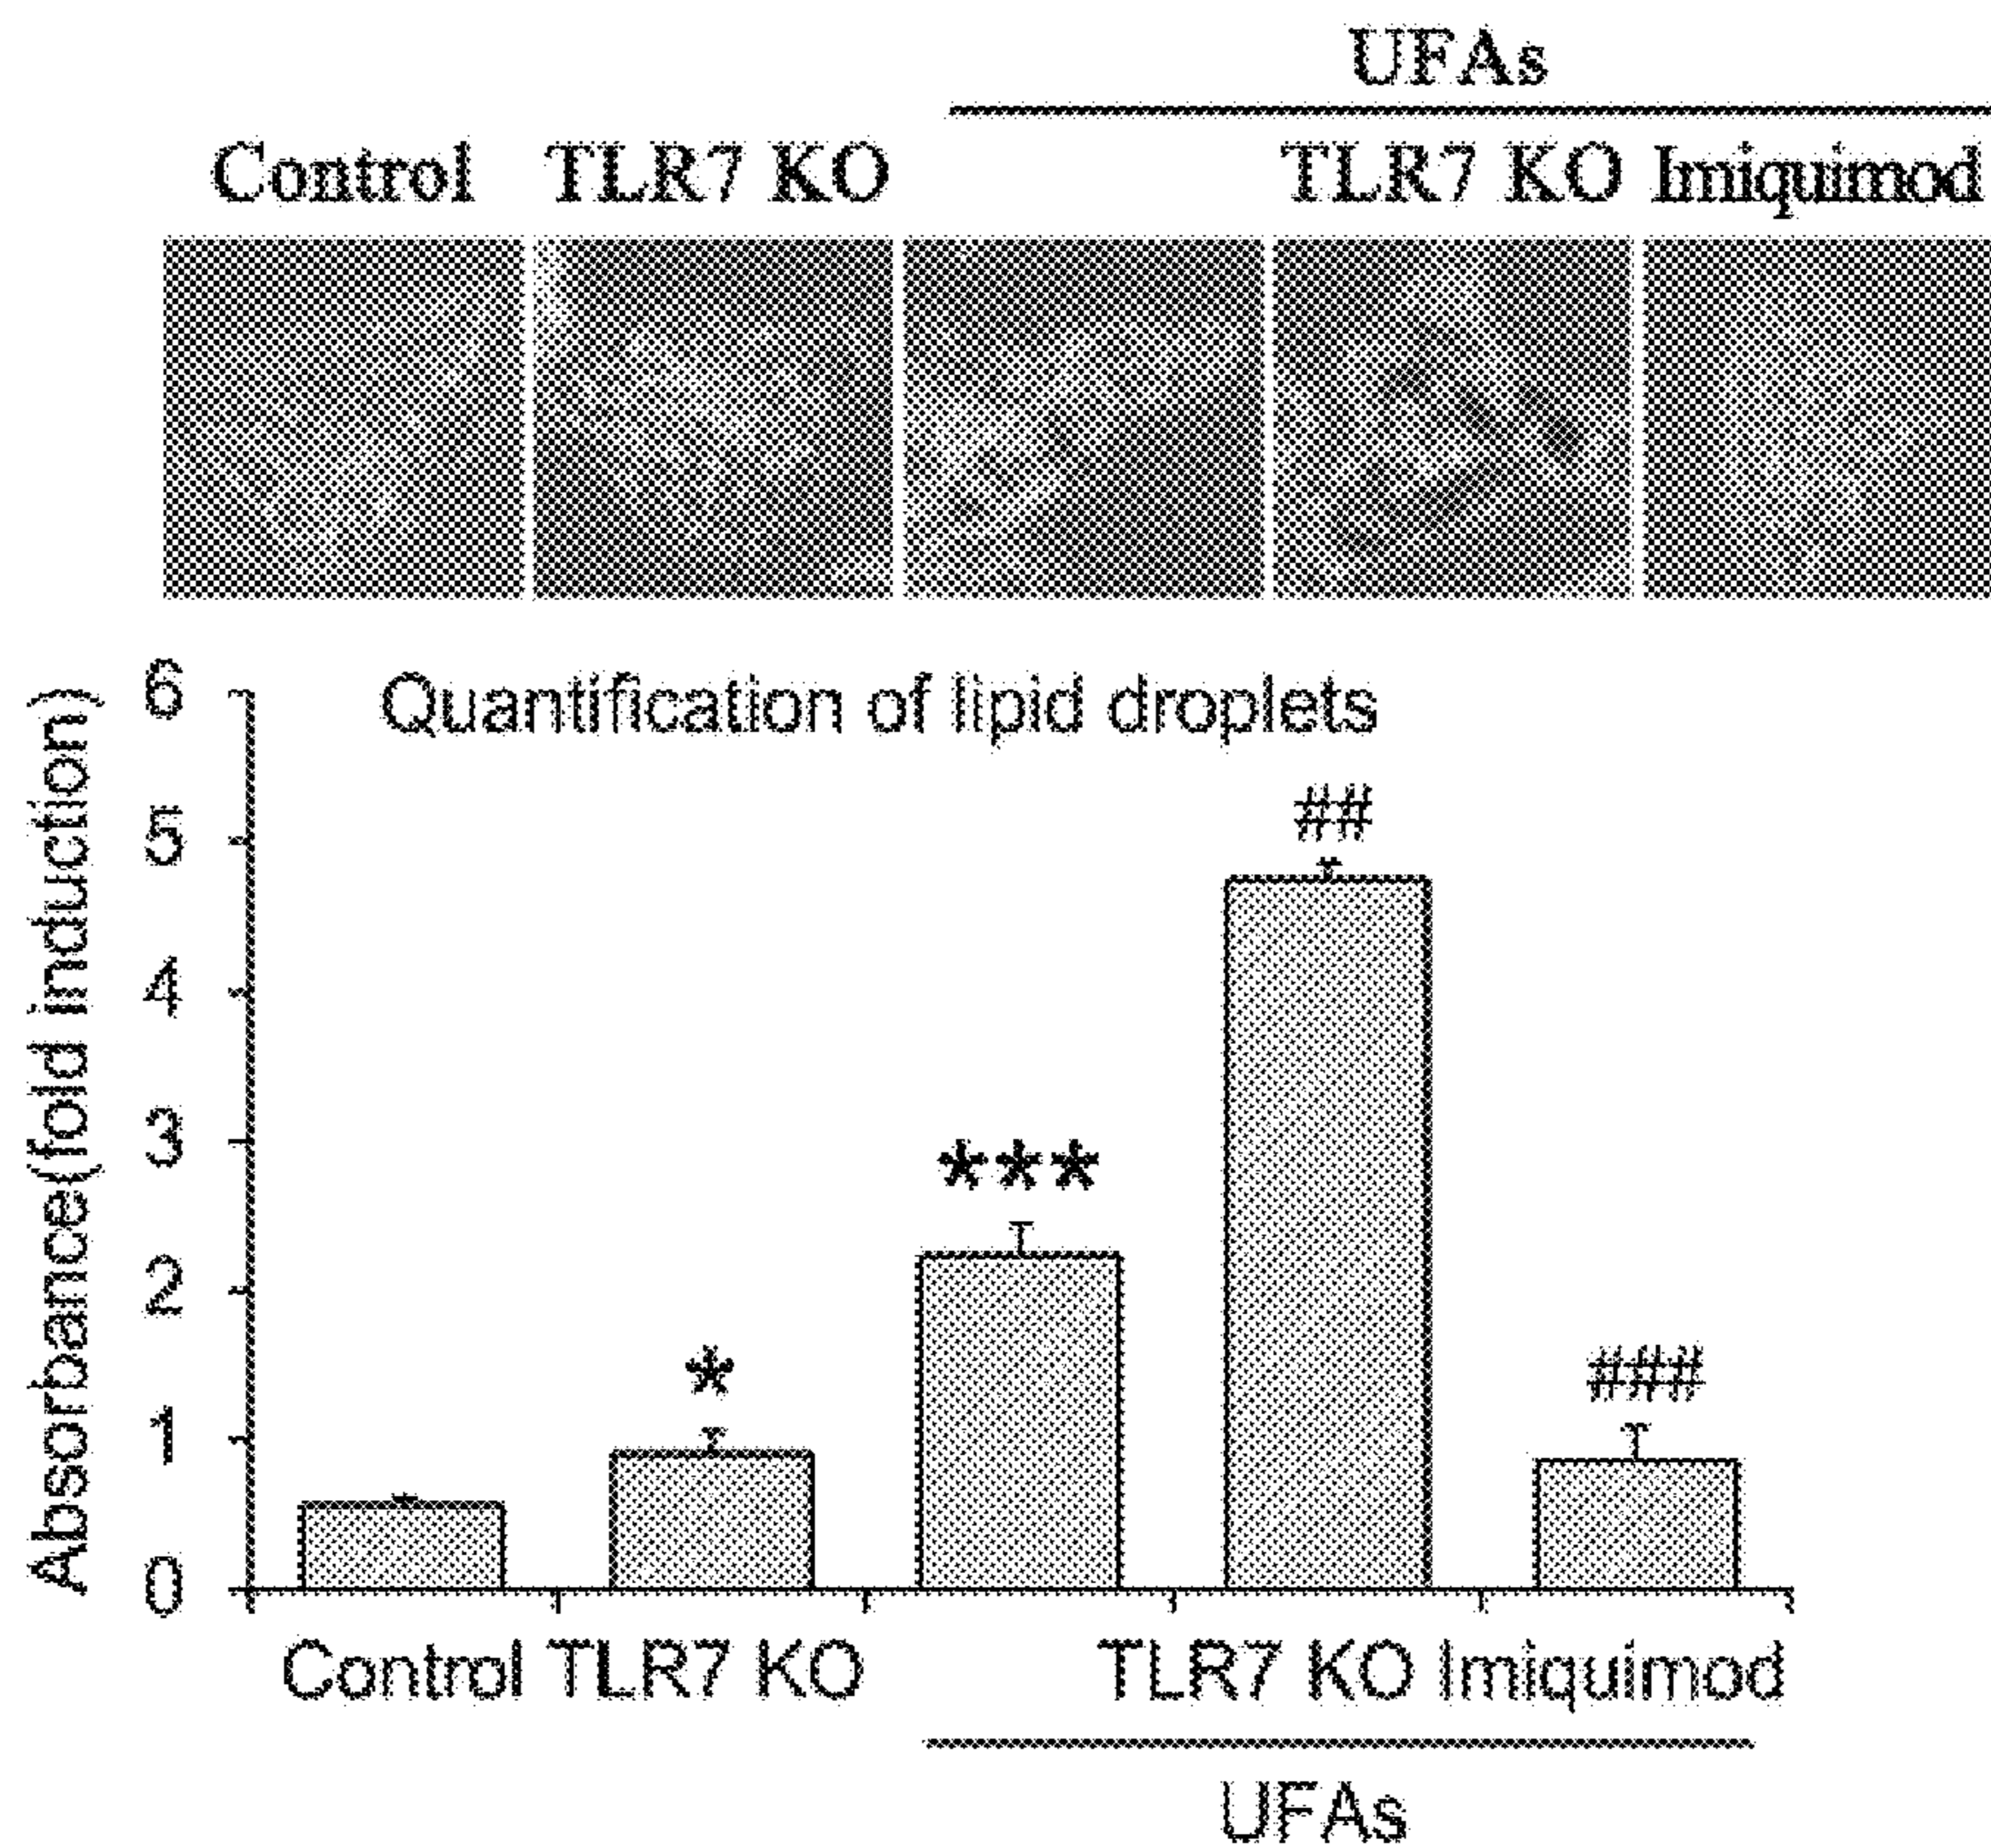 UFAs
Control TLR7 KO TLR7 KO Imiquimod
Quantification of lipid droplets
Absorbance(fold induction)
6
5
4
3
2
1
0
##
***
*
###
Control TLR7 KO TLR7 KO Imiquimod
UFAs